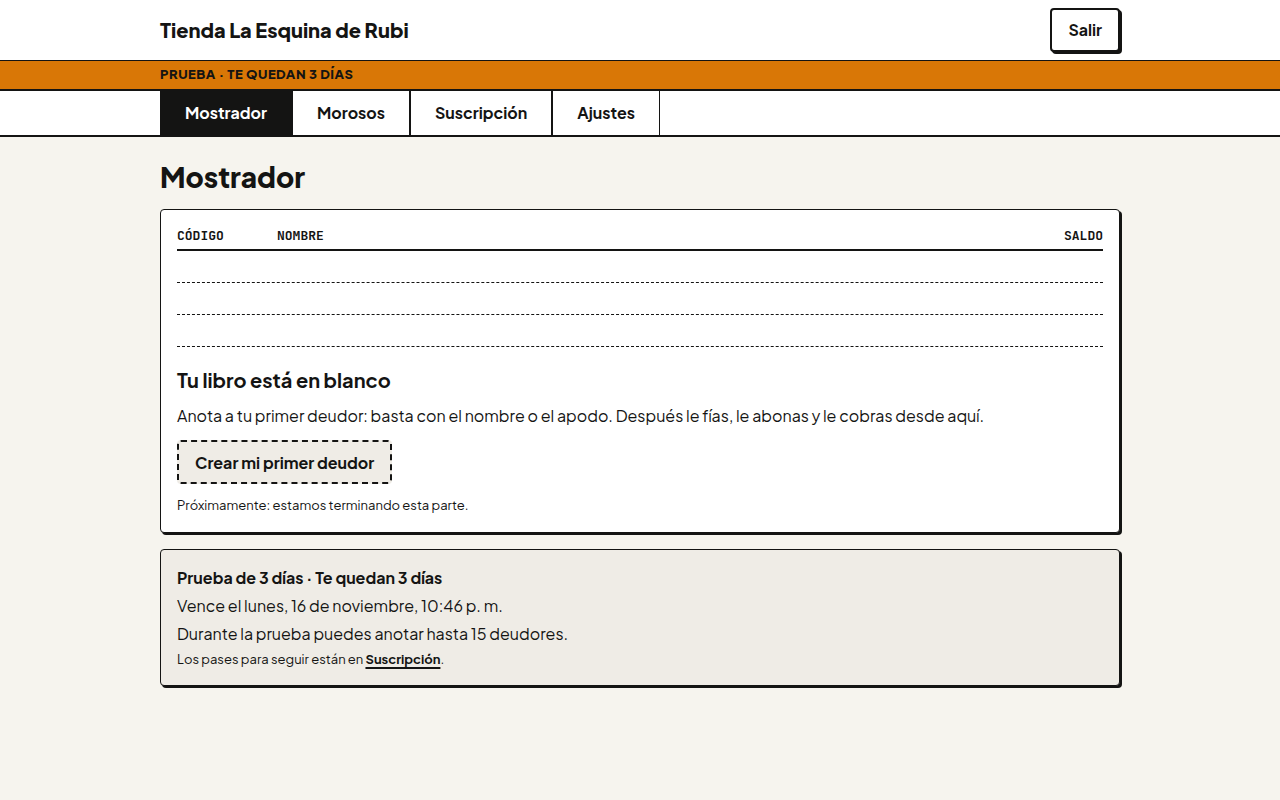 Tienda La Esquina de Rubi
Salir
PRUEBA · TE QUEDAN 3 DÍAS
Mostrador
Morosos
Suscripción
Ajustes
Mostrador
CÓDIGO NOMBRE SALDO
Tu libro está en blanco
Anota a tu primer deudor: basta con el nombre o el apodo. Después le fías, le abonas y le cobras desde aquí.
Crear mi primer deudor
Próximamente: estamos terminando esta parte.
Prueba de 3 días · Te quedan 3 días
Vence el lunes, 16 de noviembre, 10:46 p. m.
Durante la prueba puedes anotar hasta 15 deudores.
Los pases para seguir están en Suscripción.